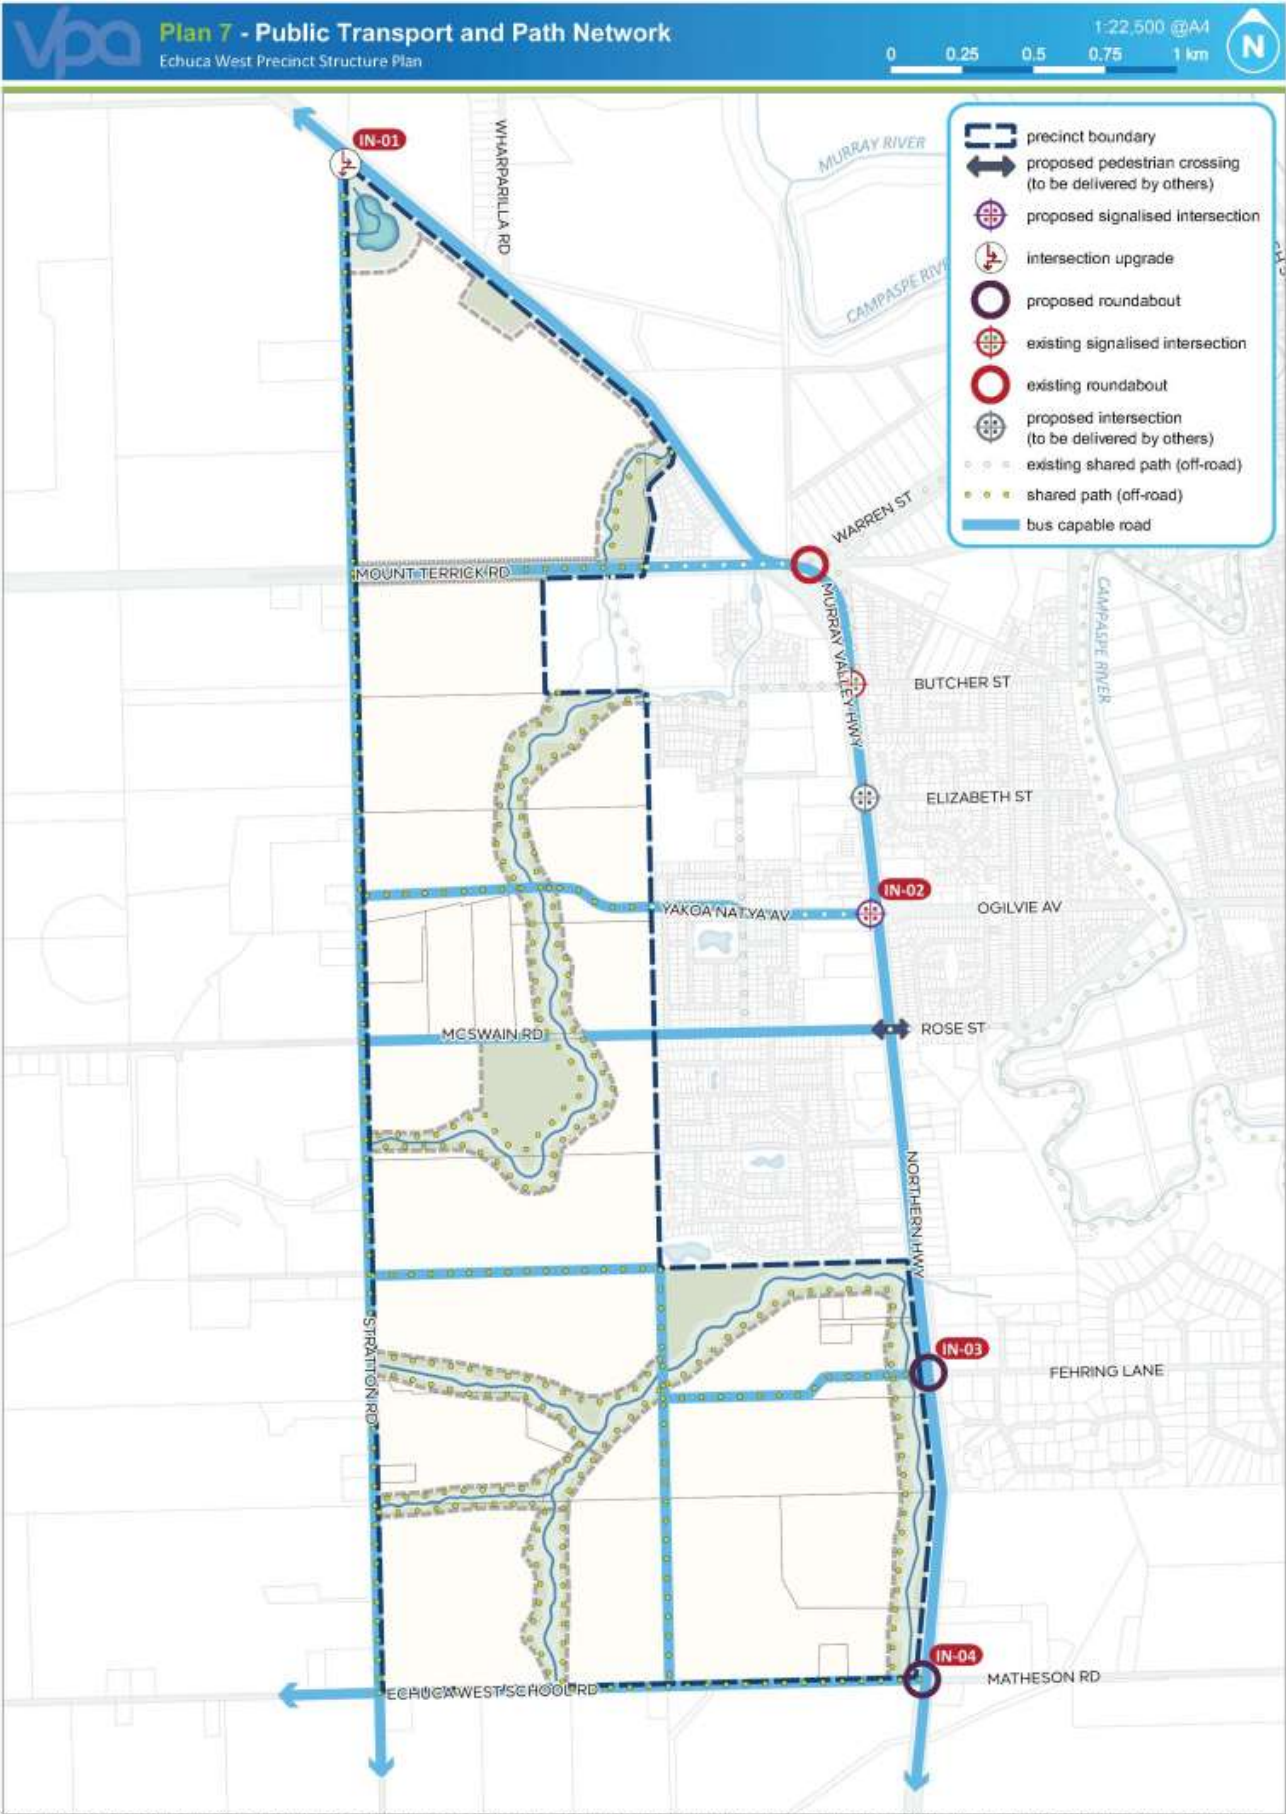 vpa
Plan 7 - Public Transport and Path Network
Echuca West Precinct Structure Plan
1:22,500 @A4
0 0.25 0.5 0.75 1 km
N
precinct boundary
proposed pedestrian crossing
(to be delivered by others)
proposed signalised intersection
intersection upgrade
proposed roundabout
existing signalised intersection
existing roundabout
proposed intersection
(to be delivered by others)
existing shared path (off-road)
shared path (off-road)
bus capable road
IN-01
WHARPARILLA RD
MURRAY RIVER
CAMPASPE RIVE
WARREN ST
MOUNT TERRICK RD
MURRAY VALLEY HWY
CAMPASPE RIVER
BUTCHER ST
ELIZABETH ST
IN-02
YAKOA NATYA AV
OGILVIE AV
MCSWAIN RD
ROSE ST
NORTHERN HWY
STRATTON RD
IN-03
FEHRING LANE
IN-04
ECHUCA WEST SCHOOL RD
MATHESON RD